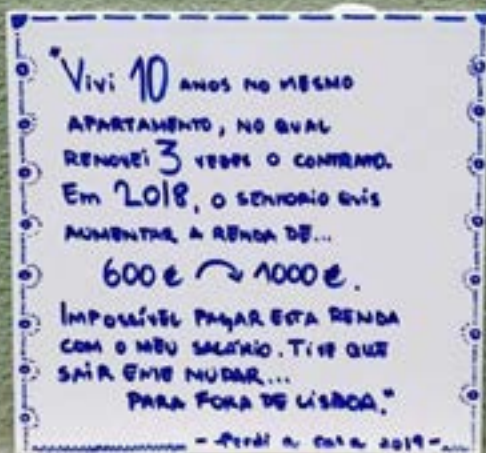 "Vivi 10 ANOS NO MESMO
APARTAMENTO, NO QUAL
RENOVEI 3 VEZES O CONTRATO.
Em 2018, O SENHORIO QUIS
AUMENTAR A RENDA DE...
600€ ↷ 1000€.
IMPOSSÍVEL PAGAR ESTA RENDA
COM O MEU SALÁRIO. TIVE QUE
SAIR E ME MUDAR...
PARA FORA DE LISBOA."
- Perdi a casa 2019 -